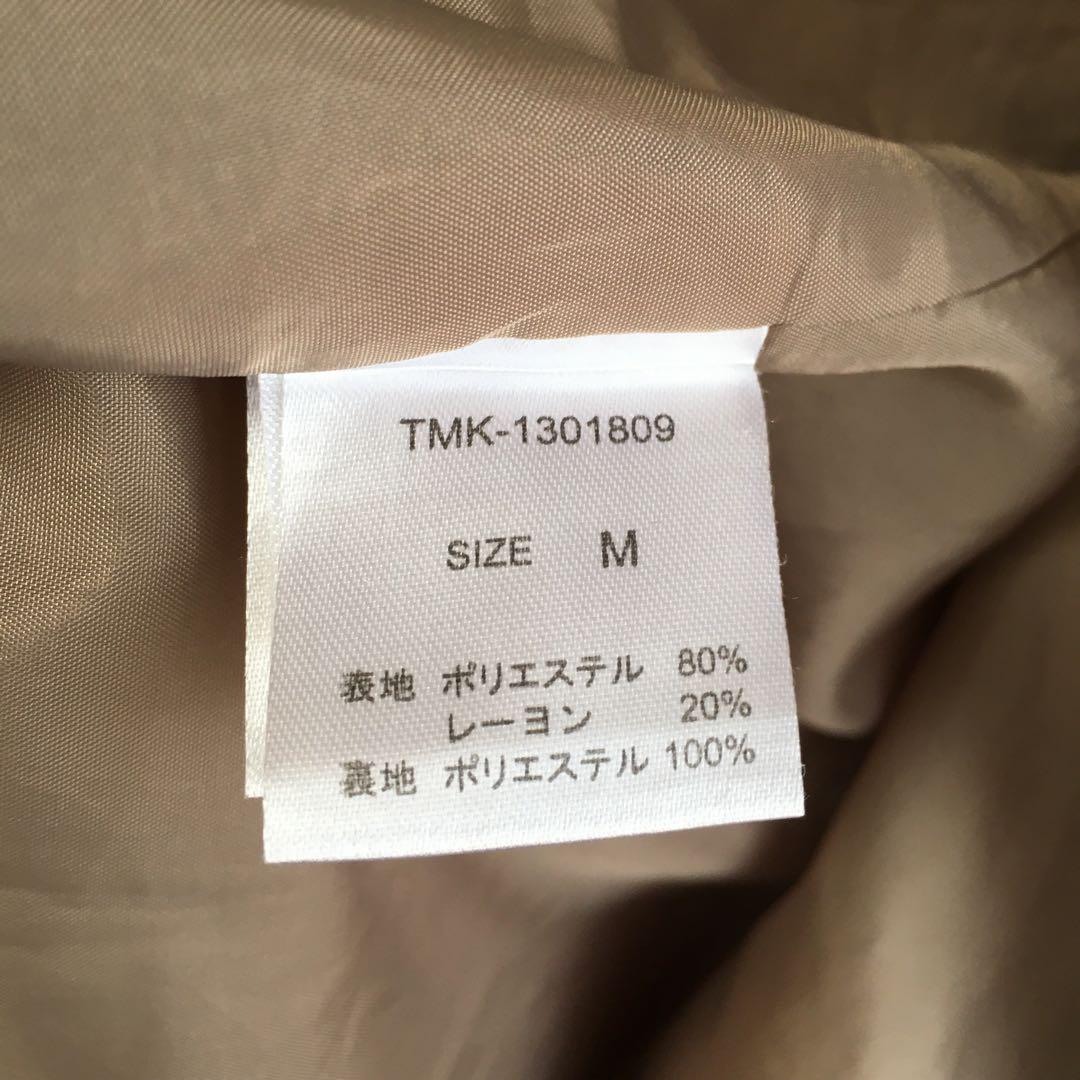 TMK-1301809
SIZE M
表地 ポリエステル 80%
レーヨン 20%
裏地 ポリエステル 100%